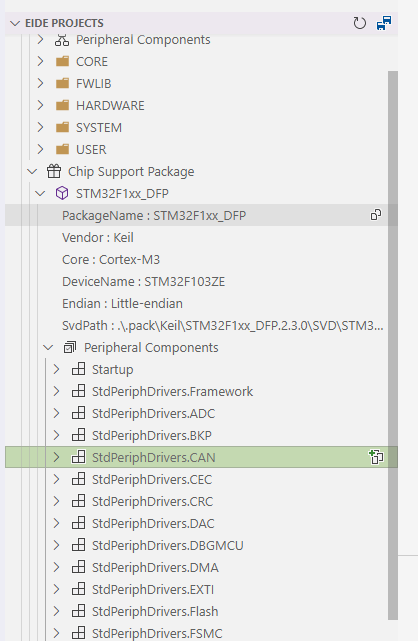 EIDE PROJECTS
Peripheral Components
CORE
FWLIB
HARDWARE
SYSTEM
USER
Chip Support Package
STM32F1xx_DFP
PackageName : STM32F1xx_DFP
Vendor : Keil
Core : Cortex-M3
DeviceName : STM32F103ZE
Endian : Little-endian
SvdPath : .\.pack\Keil\STM32F1xx_DFP.2.3.0\SVD\STM3...
Peripheral Components
Startup
StdPeriphDrivers.Framework
StdPeriphDrivers.ADC
StdPeriphDrivers.BKP
StdPeriphDrivers.CAN
StdPeriphDrivers.CEC
StdPeriphDrivers.CRC
StdPeriphDrivers.DAC
StdPeriphDrivers.DBGMCU
StdPeriphDrivers.DMA
StdPeriphDrivers.EXTI
StdPeriphDrivers.Flash
StdPeriphDrivers.FSMC